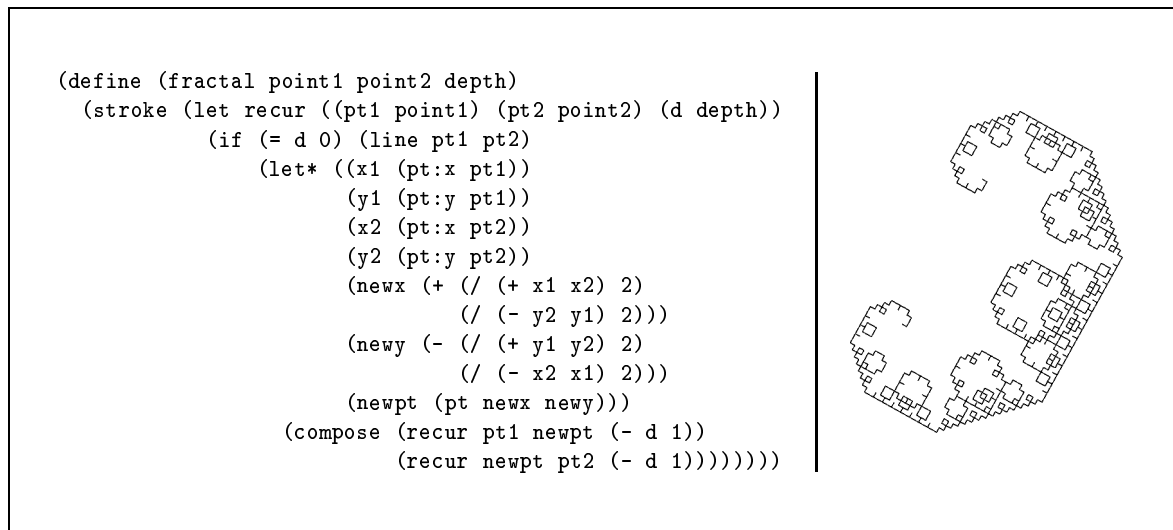 (define (fractal point1 point2 depth)
(stroke (let recur ((pt1 point1) (pt2 point2) (d depth))
(if (= d 0) (line pt1 pt2)
(let* ((x1 (pt:x pt1))
(y1 (pt:y pt1))
(x2 (pt:x pt2))
(y2 (pt:y pt2))
(newx (+ (/ (+ x1 x2) 2)
(/ (- y2 y1) 2)))
(newy (- (/ (+ y1 y2) 2)
(/ (- x2 x1) 2)))
(newpt (pt newx newy)))
(compose (recur pt1 newpt (- d 1))
(recur newpt pt2 (- d 1))))))))